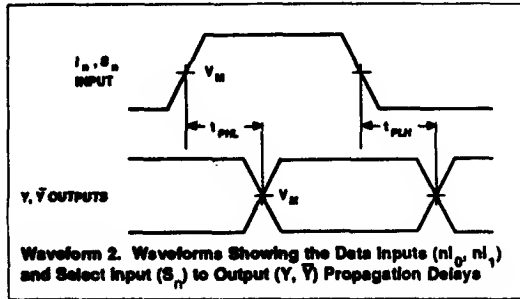 Iₙ, Sₙ
INPUT
V_M
t_PHL
t_PLH
Y, Ȳ OUTPUTS
V_M
Waveform 2. Waveforms Showing the Data Inputs (nI₀, nI₁)
and Select Input (Sₙ) to Output (Y, Ȳ) Propagation Delays